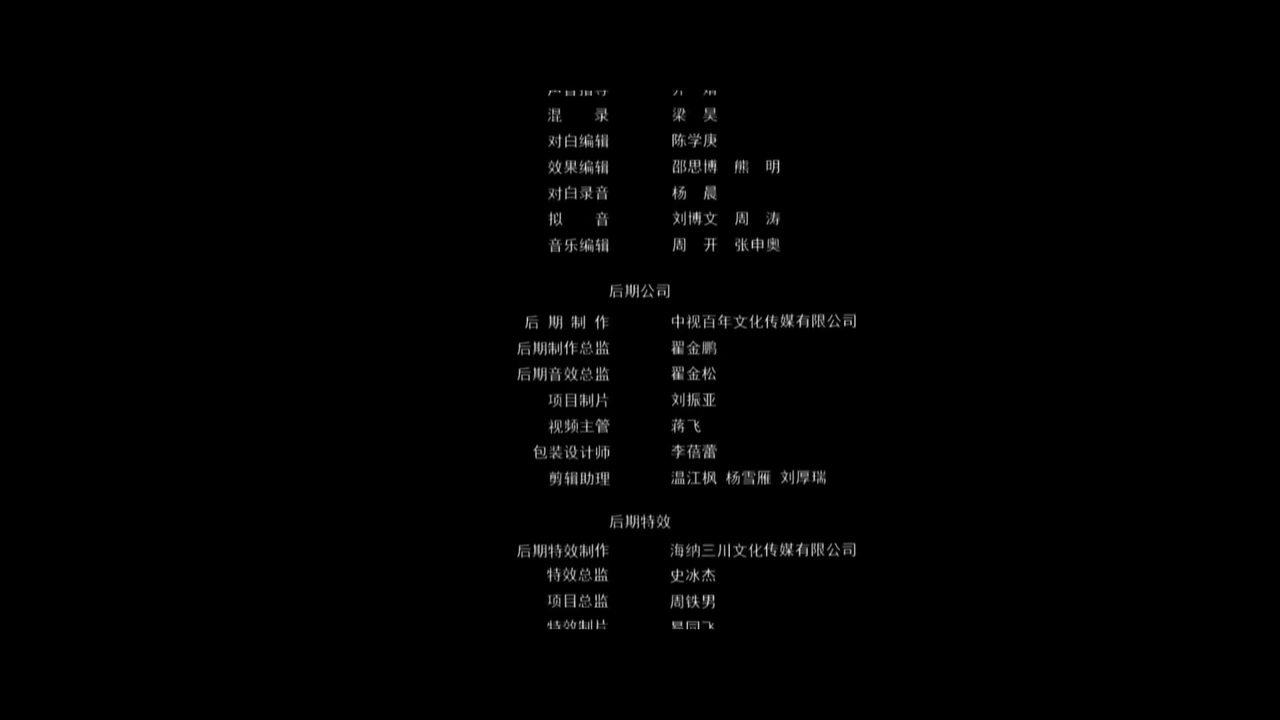 混 录 梁 昊
对白编辑 陈学庚
效果编辑 邵思博 熊 明
对白录音 杨 晨
拟 音 刘博文 周 涛
音乐编辑 周 开 张申奥
后期公司
后 期 制 作 中视百年文化传媒有限公司
后期制作总监 翟金鹏
后期音效总监 翟金松
项目制片 刘振亚
视频主管 蒋飞
包装设计师 李蓓蕾
剪辑助理 温江枫 杨雪雁 刘厚瑞
后期特效
后期特效制作 海纳三川文化传媒有限公司
特效总监 史冰杰
项目总监 周铁男
特效制片